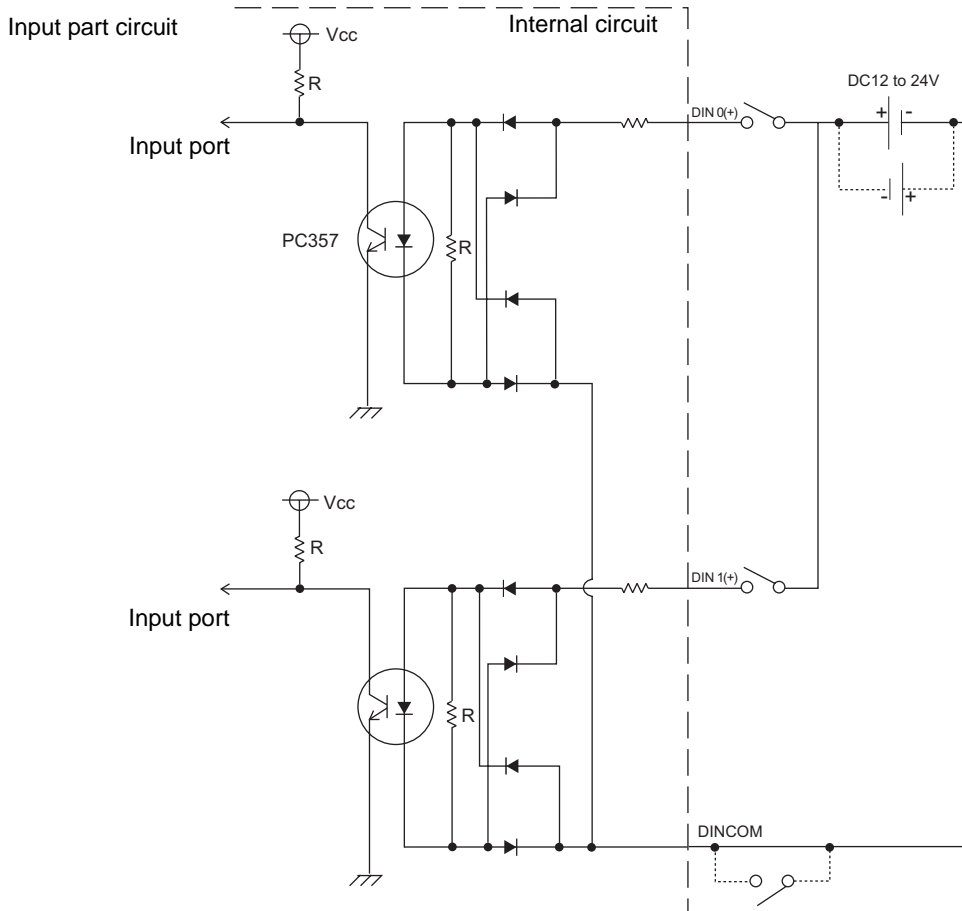 Input part circuit
Internal circuit
Vcc
R
DC12 to 24V
DIN 0(+)
+ -
Input port
- +
PC357
R
Vcc
R
DIN 1(+)
Input port
R
DINCOM